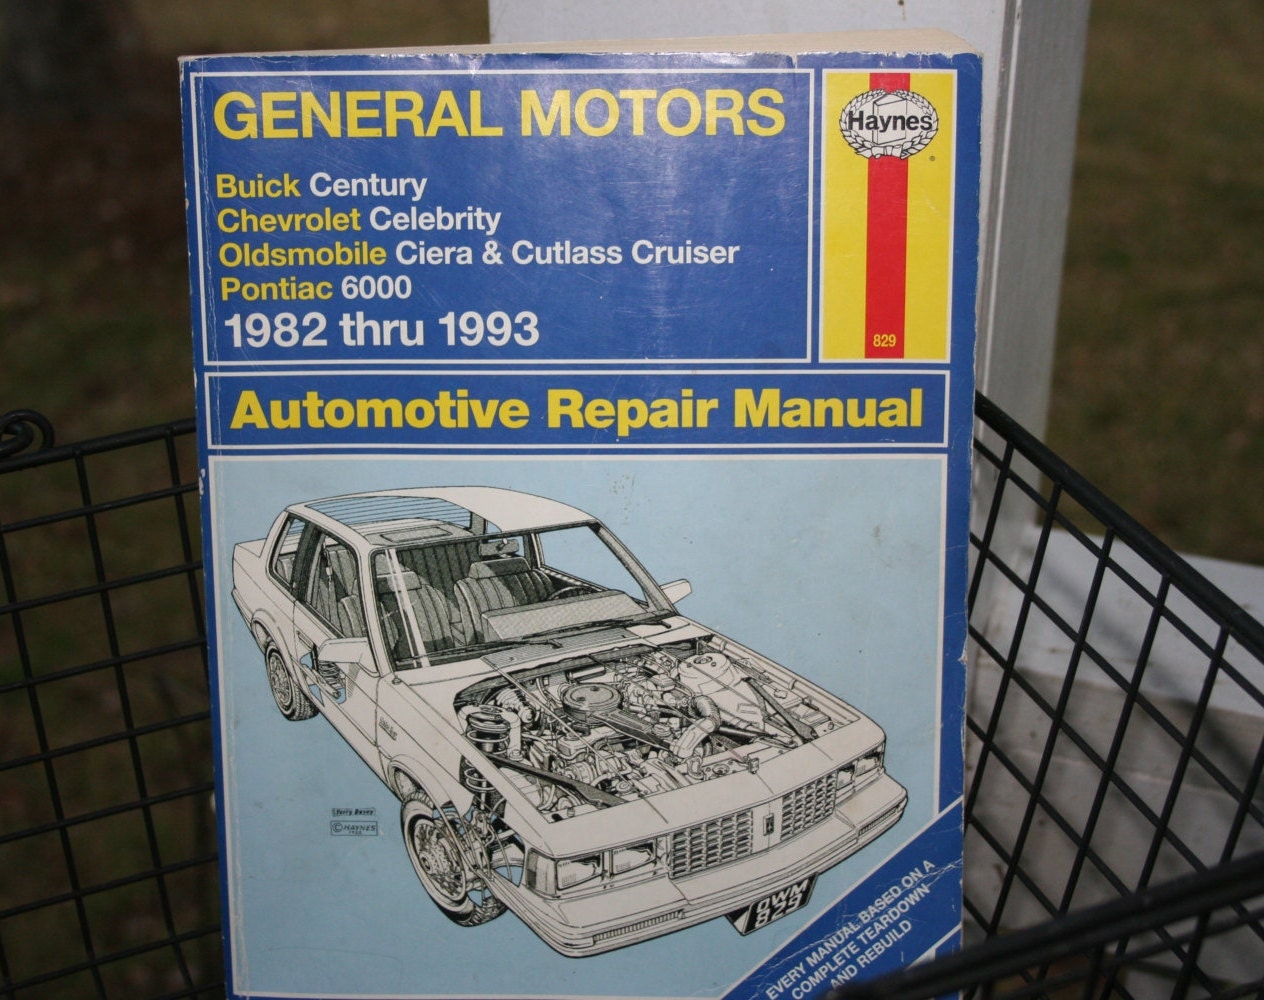 GENERAL MOTORS
Haynes
®
Buick Century
Chevrolet Celebrity
Oldsmobile Ciera & Cutlass Cruiser
Pontiac 6000
1982 thru 1993
829
Automotive Repair Manual
© HAYNES
OWM
829
EVERY MANUAL BASED ON A
COMPLETE TEARDOWN
AND REBUILD